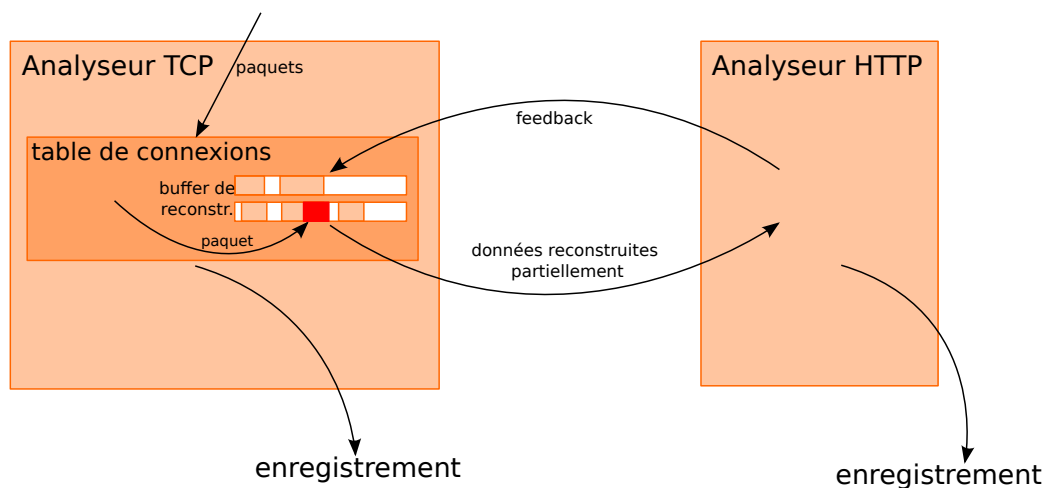 Analyseur TCP
paquets
Analyseur HTTP
feedback
table de connexions
buffer de
reconstr.
paquet
données reconstruites
partiellement
enregistrement
enregistrement